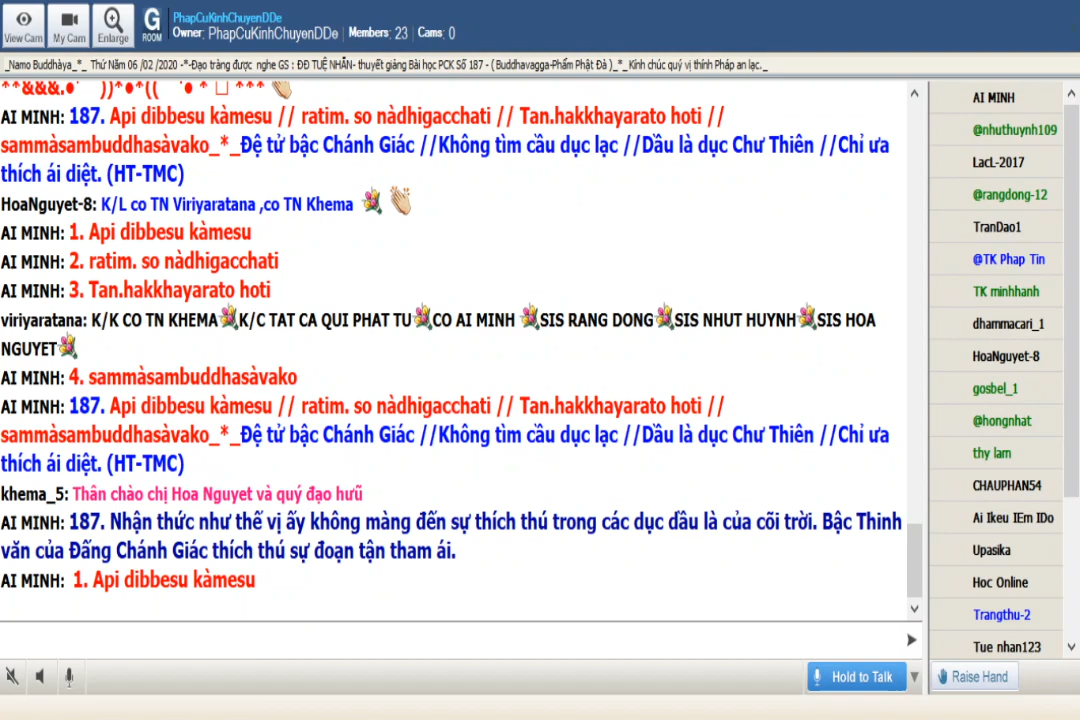 View Cam
My Cam
Enlarge
G
ROOM
PhapCuKinhChuyenDDe
Owner: PhapCuKinhChuyenDDe | Members: 23 | Cams: 0
_Namo Buddhàya_*_ Thứ Năm 06 /02 /2020 -*-Đạo tràng được nghe GS : ĐĐ TUỆ NHẪN- thuyết giảng Bài học PCK Số 187 - ( Buddhavagga-Phẩm Phật Đà )_*_Kính chúc quý vị thính Pháp an lạc._
AI MINH: 187. Api dibbesu kàmesu // ratim. so nàdhigacchati // Tan.hakkhayarato hoti //
sammàsambuddhasàvako_*_Đệ tử bậc Chánh Giác //Không tìm cầu dục lạc //Dầu là dục Chư Thiên //Chỉ ưa
thích ái diệt. (HT-TMC)
HoaNguyet-8: K/L co TN Viriyaratana ,co TN Khema
AI MINH: 1. Api dibbesu kàmesu
AI MINH: 2. ratim. so nàdhigacchati
AI MINH: 3. Tan.hakkhayarato hoti
viriyaratana: K/K CO TN KHEMA K/C TAT CA QUI PHAT TU CO AI MINH SIS RANG DONG SIS NHUT HUYNH SIS HOA
NGUYET
AI MINH: 4. sammàsambuddhasàvako
AI MINH: 187. Api dibbesu kàmesu // ratim. so nàdhigacchati // Tan.hakkhayarato hoti //
sammàsambuddhasàvako_*_Đệ tử bậc Chánh Giác //Không tìm cầu dục lạc //Dầu là dục Chư Thiên //Chỉ ưa
thích ái diệt. (HT-TMC)
khema_5: Thân chào chị Hoa Nguyet và quý đạo hưũ
AI MINH: 187. Nhận thức như thế vị ấy không màng đến sự thích thú trong các dục dầu là của cõi trời. Bậc Thinh
văn của Đấng Chánh Giác thích thú sự đoạn tận tham ái.
AI MINH: 1. Api dibbesu kàmesu
AI MINH
@nhuthuynh109
LacL-2017
@rangdong-12
TranDao1
@TK Phap Tin
TK minhhanh
dhammacari_1
HoaNguyet-8
gosbel_1
@hongnhat
thy lam
CHAUPHAN54
Ai Ikeu IEm IDo
Upasika
Hoc Online
Trangthu-2
Tue nhan123
Hold to Talk
Raise Hand